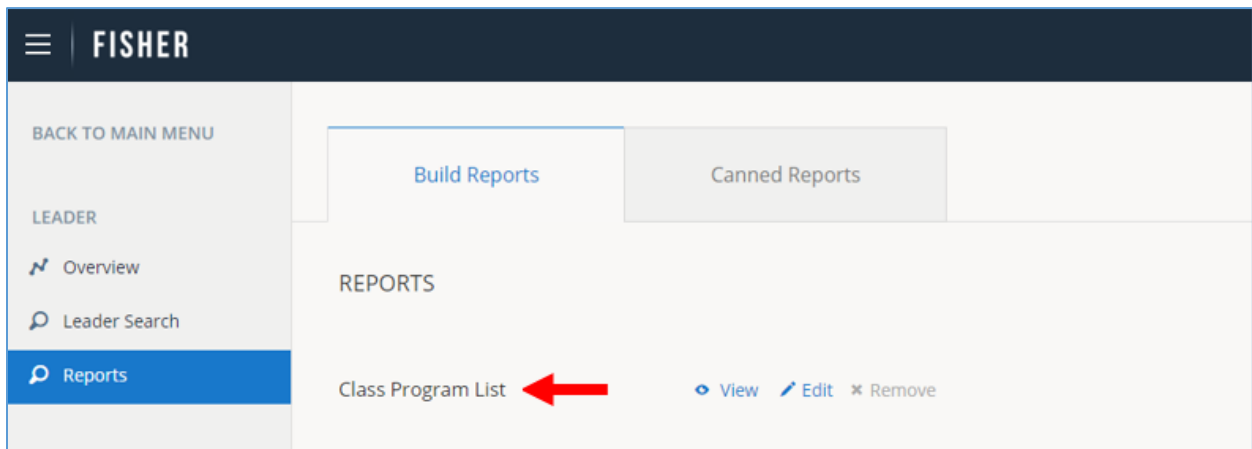 FISHER
BACK TO MAIN MENU
LEADER
Overview
Leader Search
Reports
Build Reports
Canned Reports
REPORTS
Class Program List
View Edit Remove